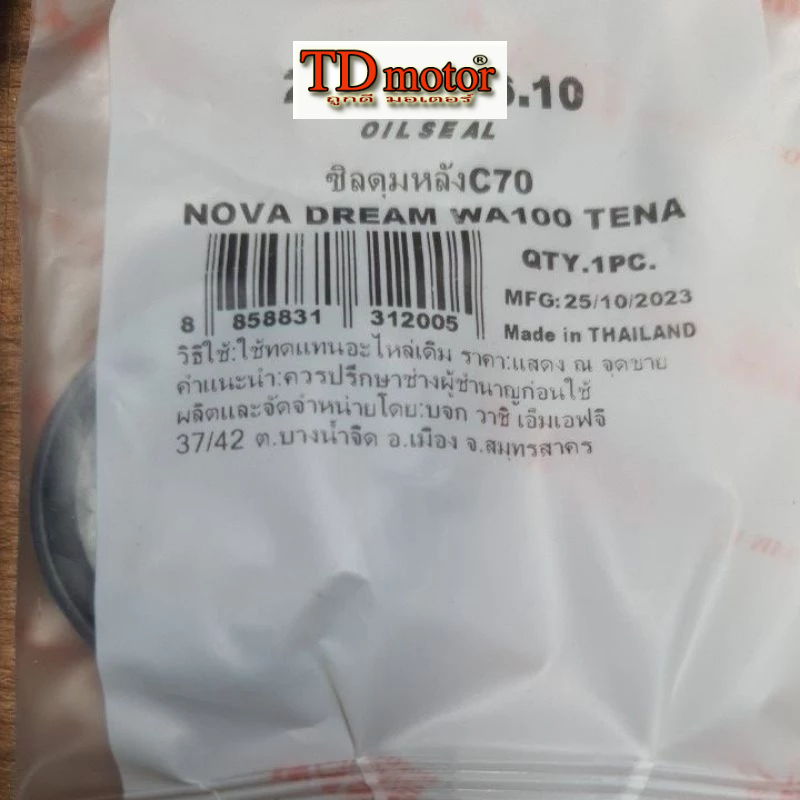 TD motor®
ถูกดี มอเตอร์
.10
OIL SEAL
ซิลดุมหลังC70
NOVA DREAM WA100 TENA
QTY.1PC.
MFG:25/10/2023
8 858831 312005
Made in THAILAND
วิธีใช้:ใช้ทดแทนอะไหล่เดิม ราคา:แสดง ณ จุดขาย
คำแนะนำ:ควรปรึกษาช่างผู้ชำนาญก่อนใช้
ผลิตและจัดจำหน่ายโดย:บจก วาชิ เอ็มเอฟจี
37/42 ต.บางน้ำจืด อ.เมือง จ.สมุทรสาคร